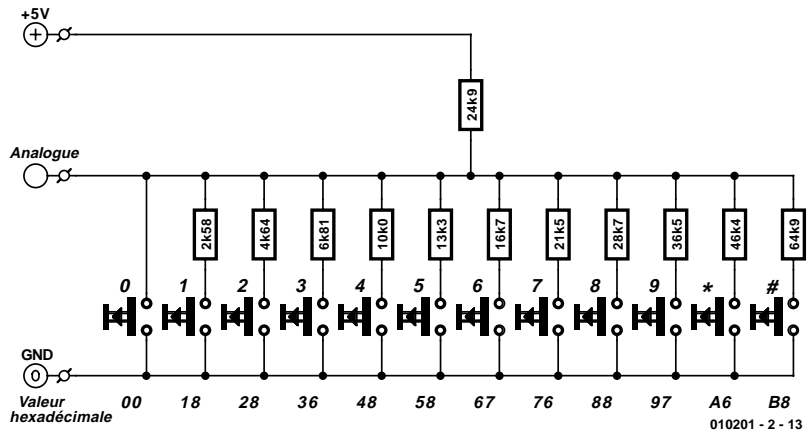 +5V
24k9
Analogue
2k58 4k64 6k81 10k0 13k3 16k7 21k5 28k7 36k5 46k4 64k9
0 1 2 3 4 5 6 7 8 9 * #
GND
0
Valeur hexadécimale 00 18 28 36 48 58 67 76 88 97 A6 B8
010201 - 2 - 13